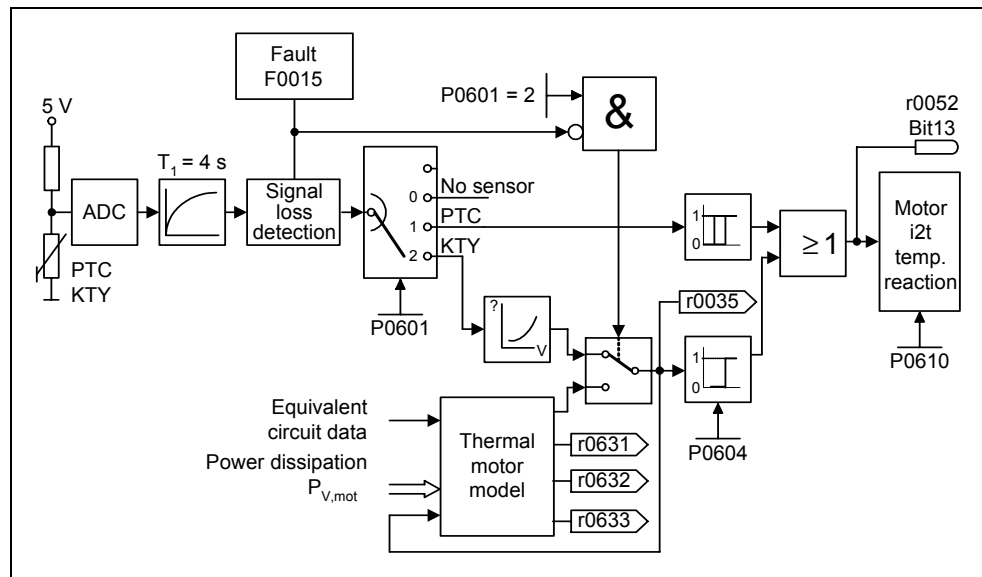 Fault
F0015
5 V
P0601 = 2
&
r0052
Bit13
T1 = 4 s
ADC
Signal
loss
detection
0
No sensor
1
PTC
2
KTY
1
0
≥ 1
Motor
i2t
temp.
reaction
PTC
KTY
P0601
?
V
r0035
1
0
P0610
Equivalent
circuit data
Power dissipation
PV,mot
Thermal
motor
model
r0631
r0632
r0633
P0604